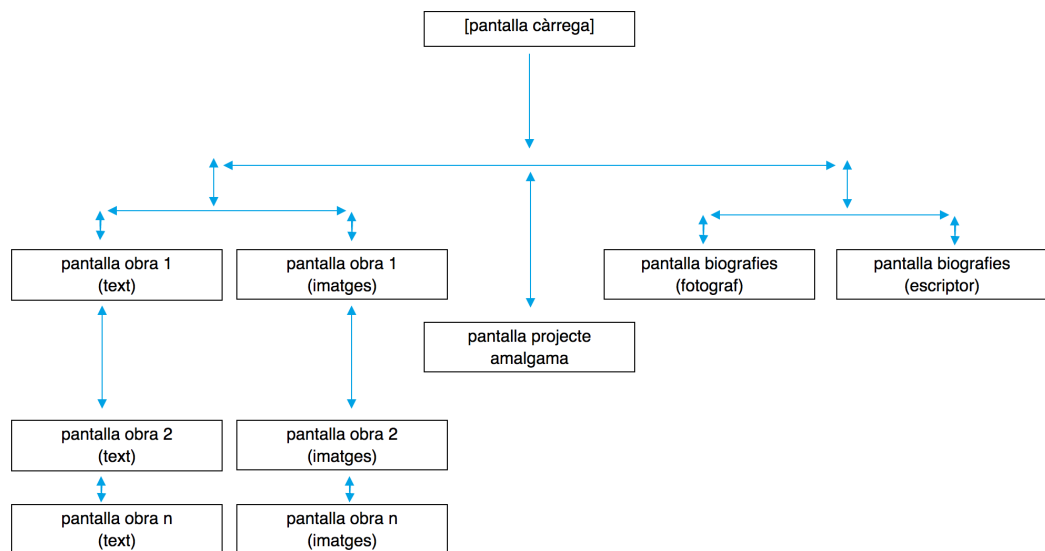 [pantalla càrrega]
pantalla obra 1
(text)
pantalla obra 1
(imatges)
pantalla biografies
(fotograf)
pantalla biografies
(escriptor)
pantalla projecte
amalgama
pantalla obra 2
(text)
pantalla obra 2
(imatges)
pantalla obra n
(text)
pantalla obra n
(imatges)